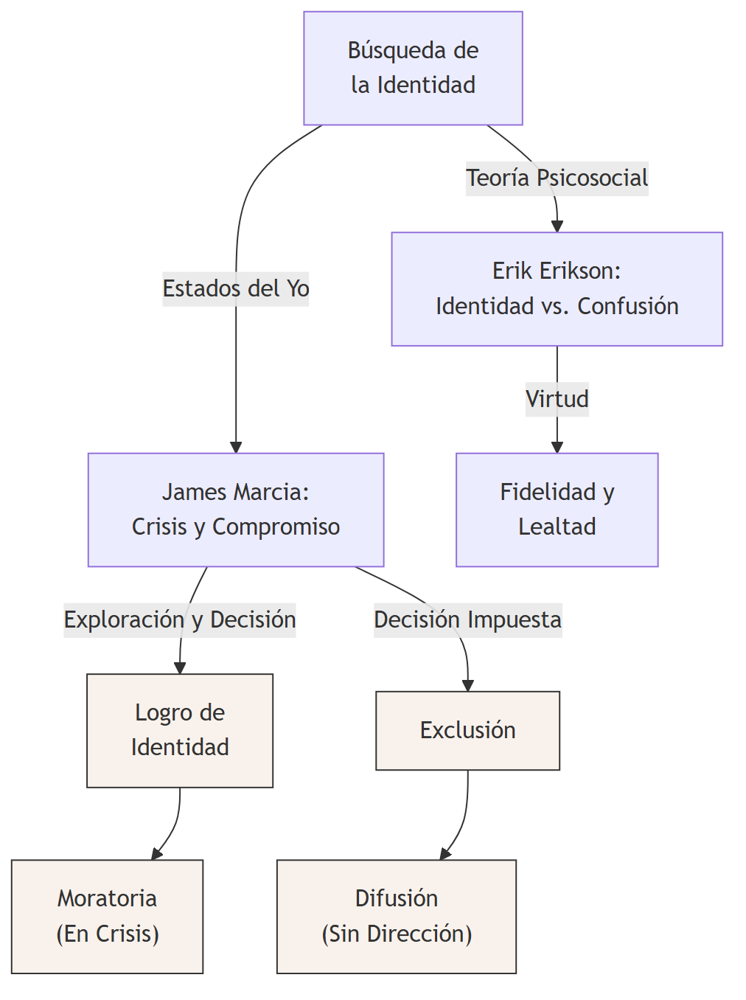 Búsqueda de
la Identidad
Teoría Psicosocial
Erik Erikson:
Identidad vs. Confusión
Estados del Yo
Virtud
James Marcia:
Crisis y Compromiso
Fidelidad y
Lealtad
Exploración y Decisión
Decisión Impuesta
Logro de
Identidad
Exclusión
Moratoria
(En Crisis)
Difusión
(Sin Dirección)